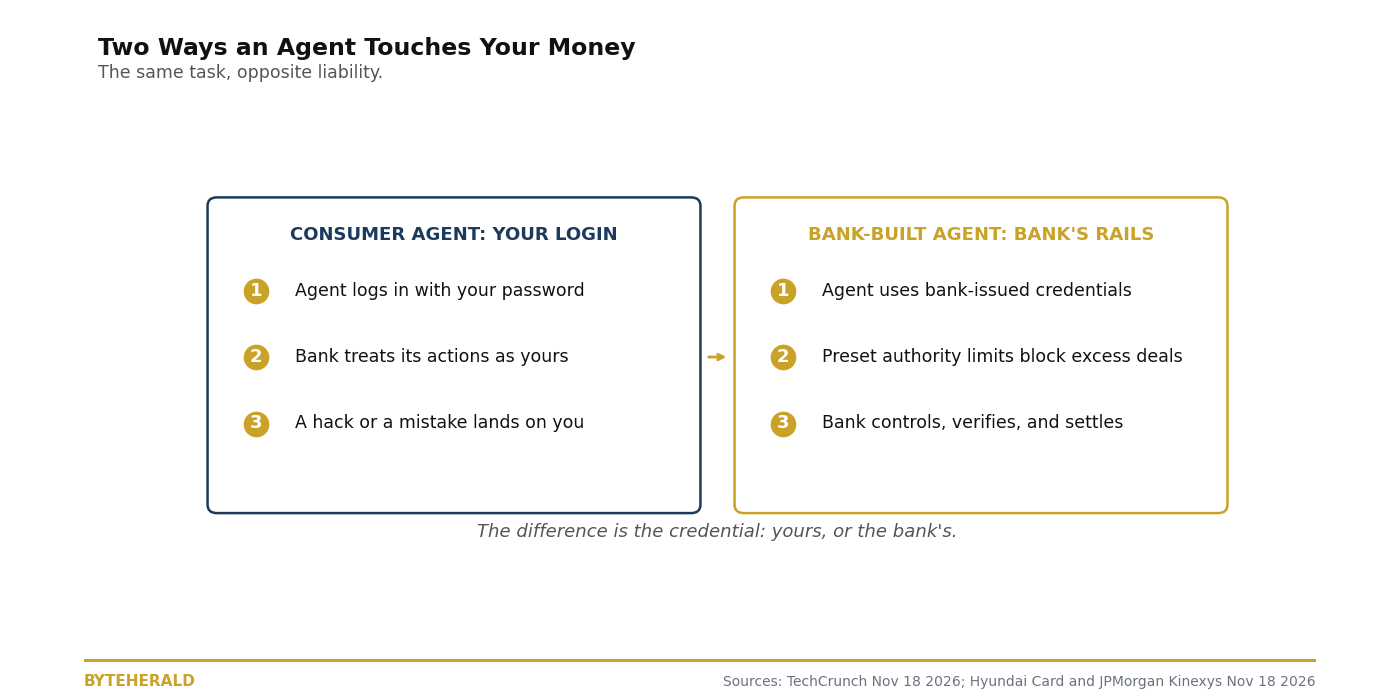 Two Ways an Agent Touches Your Money
The same task, opposite liability.
CONSUMER AGENT: YOUR LOGIN
1 Agent logs in with your password
2 Bank treats its actions as yours
3 A hack or a mistake lands on you
BANK-BUILT AGENT: BANK'S RAILS
1 Agent uses bank-issued credentials
2 Preset authority limits block excess deals
3 Bank controls, verifies, and settles
The difference is the credential: yours, or the bank's.
BYTEHERALD
Sources: TechCrunch Nov 18 2026; Hyundai Card and JPMorgan Kinexys Nov 18 2026